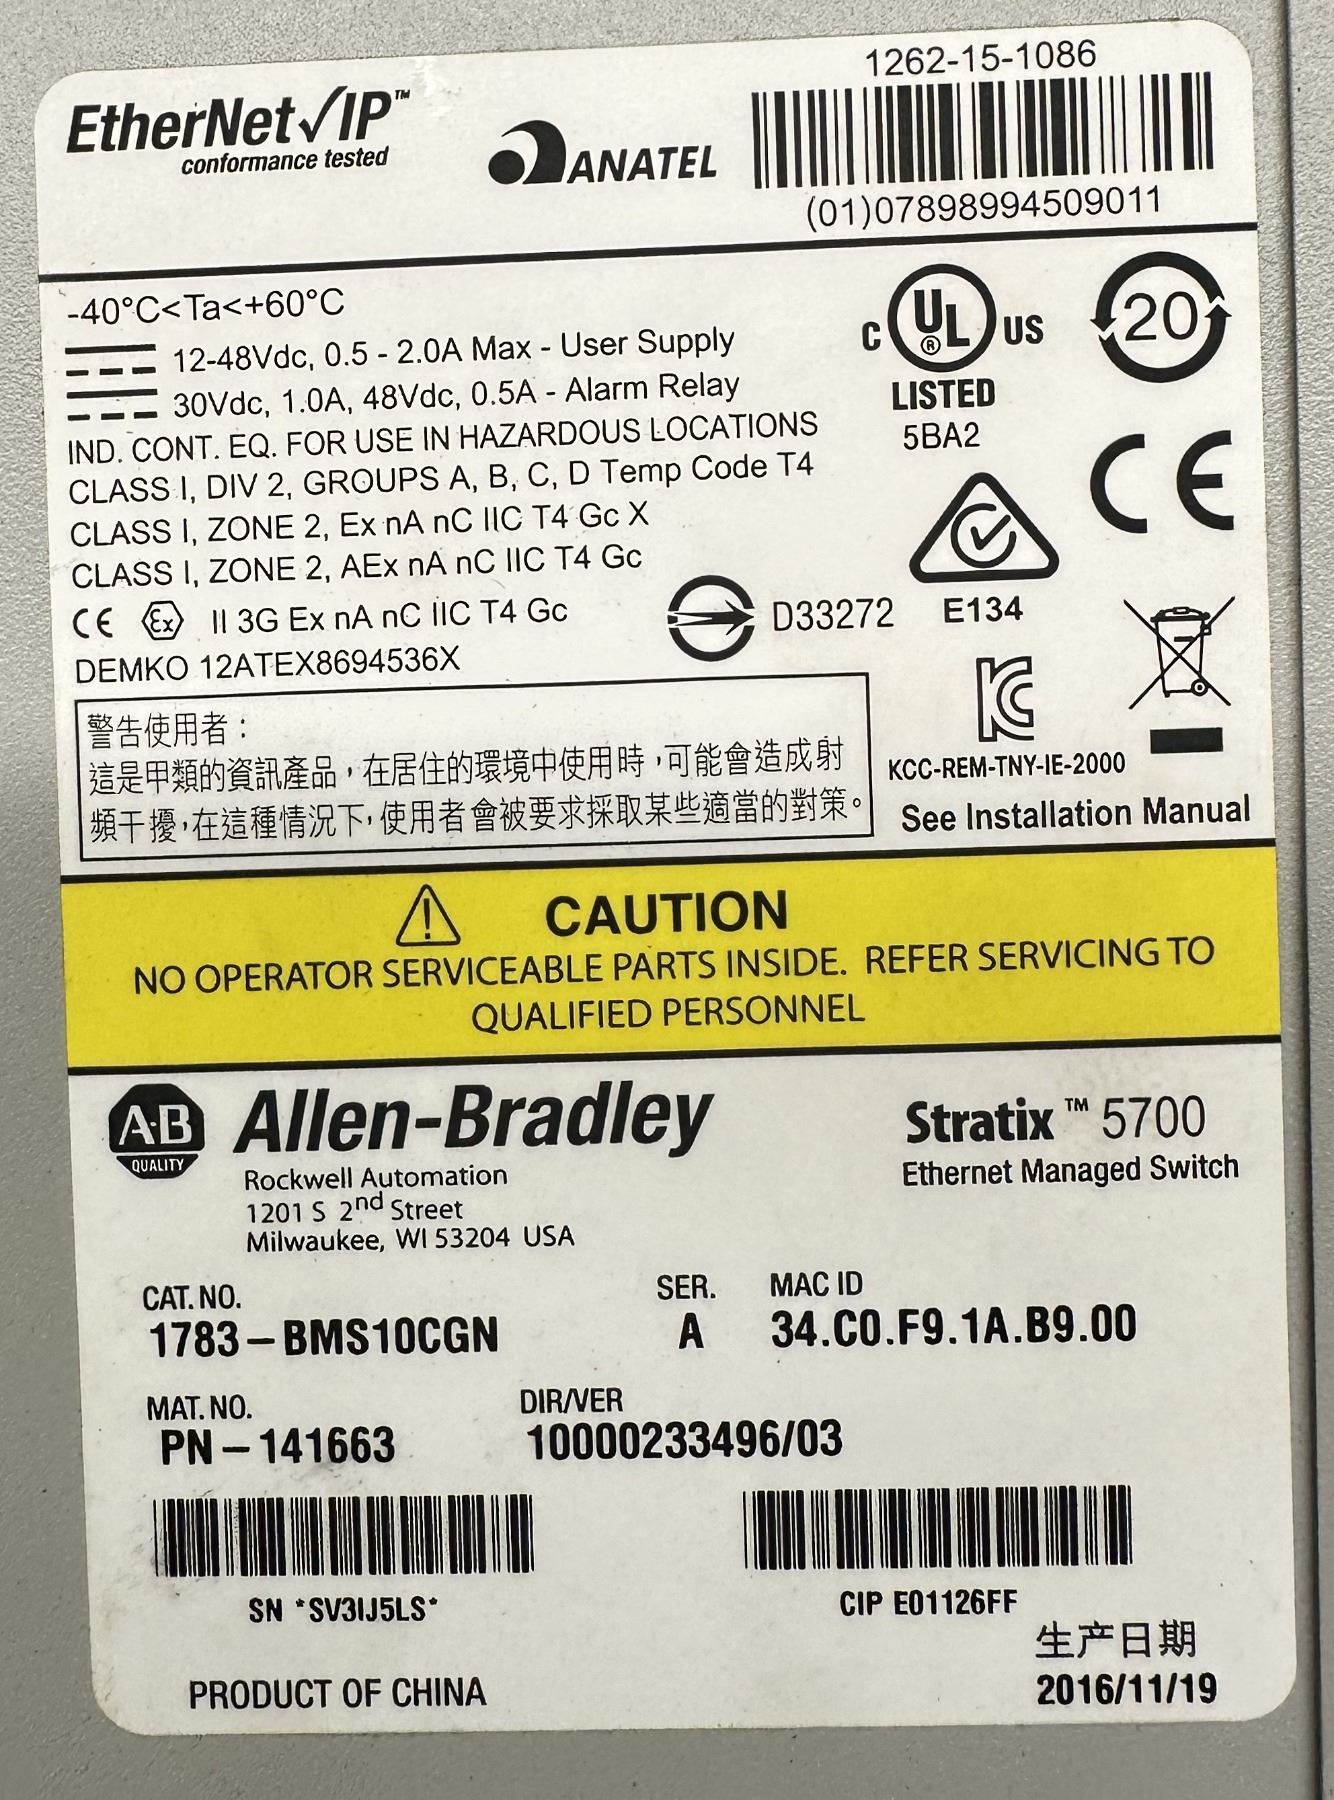 1262-15-1086
EtherNet/IP™
conformance tested
ANATEL
(01)07898994509011
-40°C<Ta<+60°C
12-48Vdc, 0.5 - 2.0A Max - User Supply
30Vdc, 1.0A, 48Vdc, 0.5A - Alarm Relay
IND. CONT. EQ. FOR USE IN HAZARDOUS LOCATIONS
CLASS I, DIV 2, GROUPS A, B, C, D Temp Code T4
CLASS I, ZONE 2, Ex nA nC IIC T4 Gc X
CLASS I, ZONE 2, AEx nA nC IIC T4 Gc
CE Ex II 3G Ex nA nC IIC T4 Gc
DEMKO 12ATEX8694536X
C UL® US
LISTED
5BA2
20
CE
E134
D33272
KC
KCC-REM-TNY-IE-2000
See Installation Manual
警告使用者：
這是甲類的資訊產品，在居住的環境中使用時，可能會造成射
頻干擾，在這種情況下，使用者會被要求採取某些適當的對策。
CAUTION
NO OPERATOR SERVICEABLE PARTS INSIDE. REFER SERVICING TO
QUALIFIED PERSONNEL
A·B
QUALITY
Allen-Bradley
Rockwell Automation
1201 S 2nd Street
Milwaukee, WI 53204 USA
Stratix™ 5700
Ethernet Managed Switch
CAT. NO.
1783-BMS10CGN
SER.
A
MAC ID
34.C0.F9.1A.B9.00
MAT. NO.
PN-141663
DIR/VER
10000233496/03
SN *SV3IJ5LS*
CIP E01126FF
生产日期
2016/11/19
PRODUCT OF CHINA